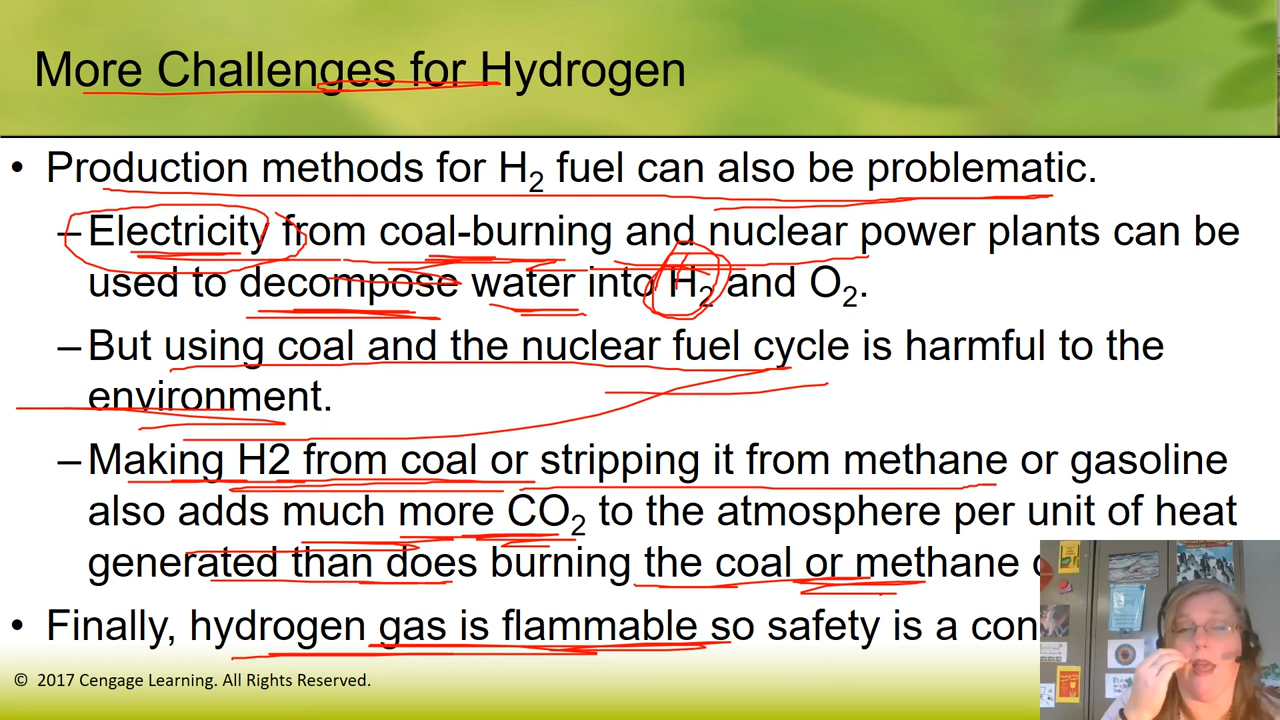 More Challenges for Hydrogen
• Production methods for H₂ fuel can also be problematic.
– Electricity from coal-burning and nuclear power plants can be
used to decompose water into H₂ and O₂.
– But using coal and the nuclear fuel cycle is harmful to the
environment.
– Making H2 from coal or stripping it from methane or gasoline
also adds much more CO₂ to the atmosphere per unit of heat
generated than does burning the coal or methane
• Finally, hydrogen gas is flammable so safety is a con
© 2017 Cengage Learning. All Rights Reserved.